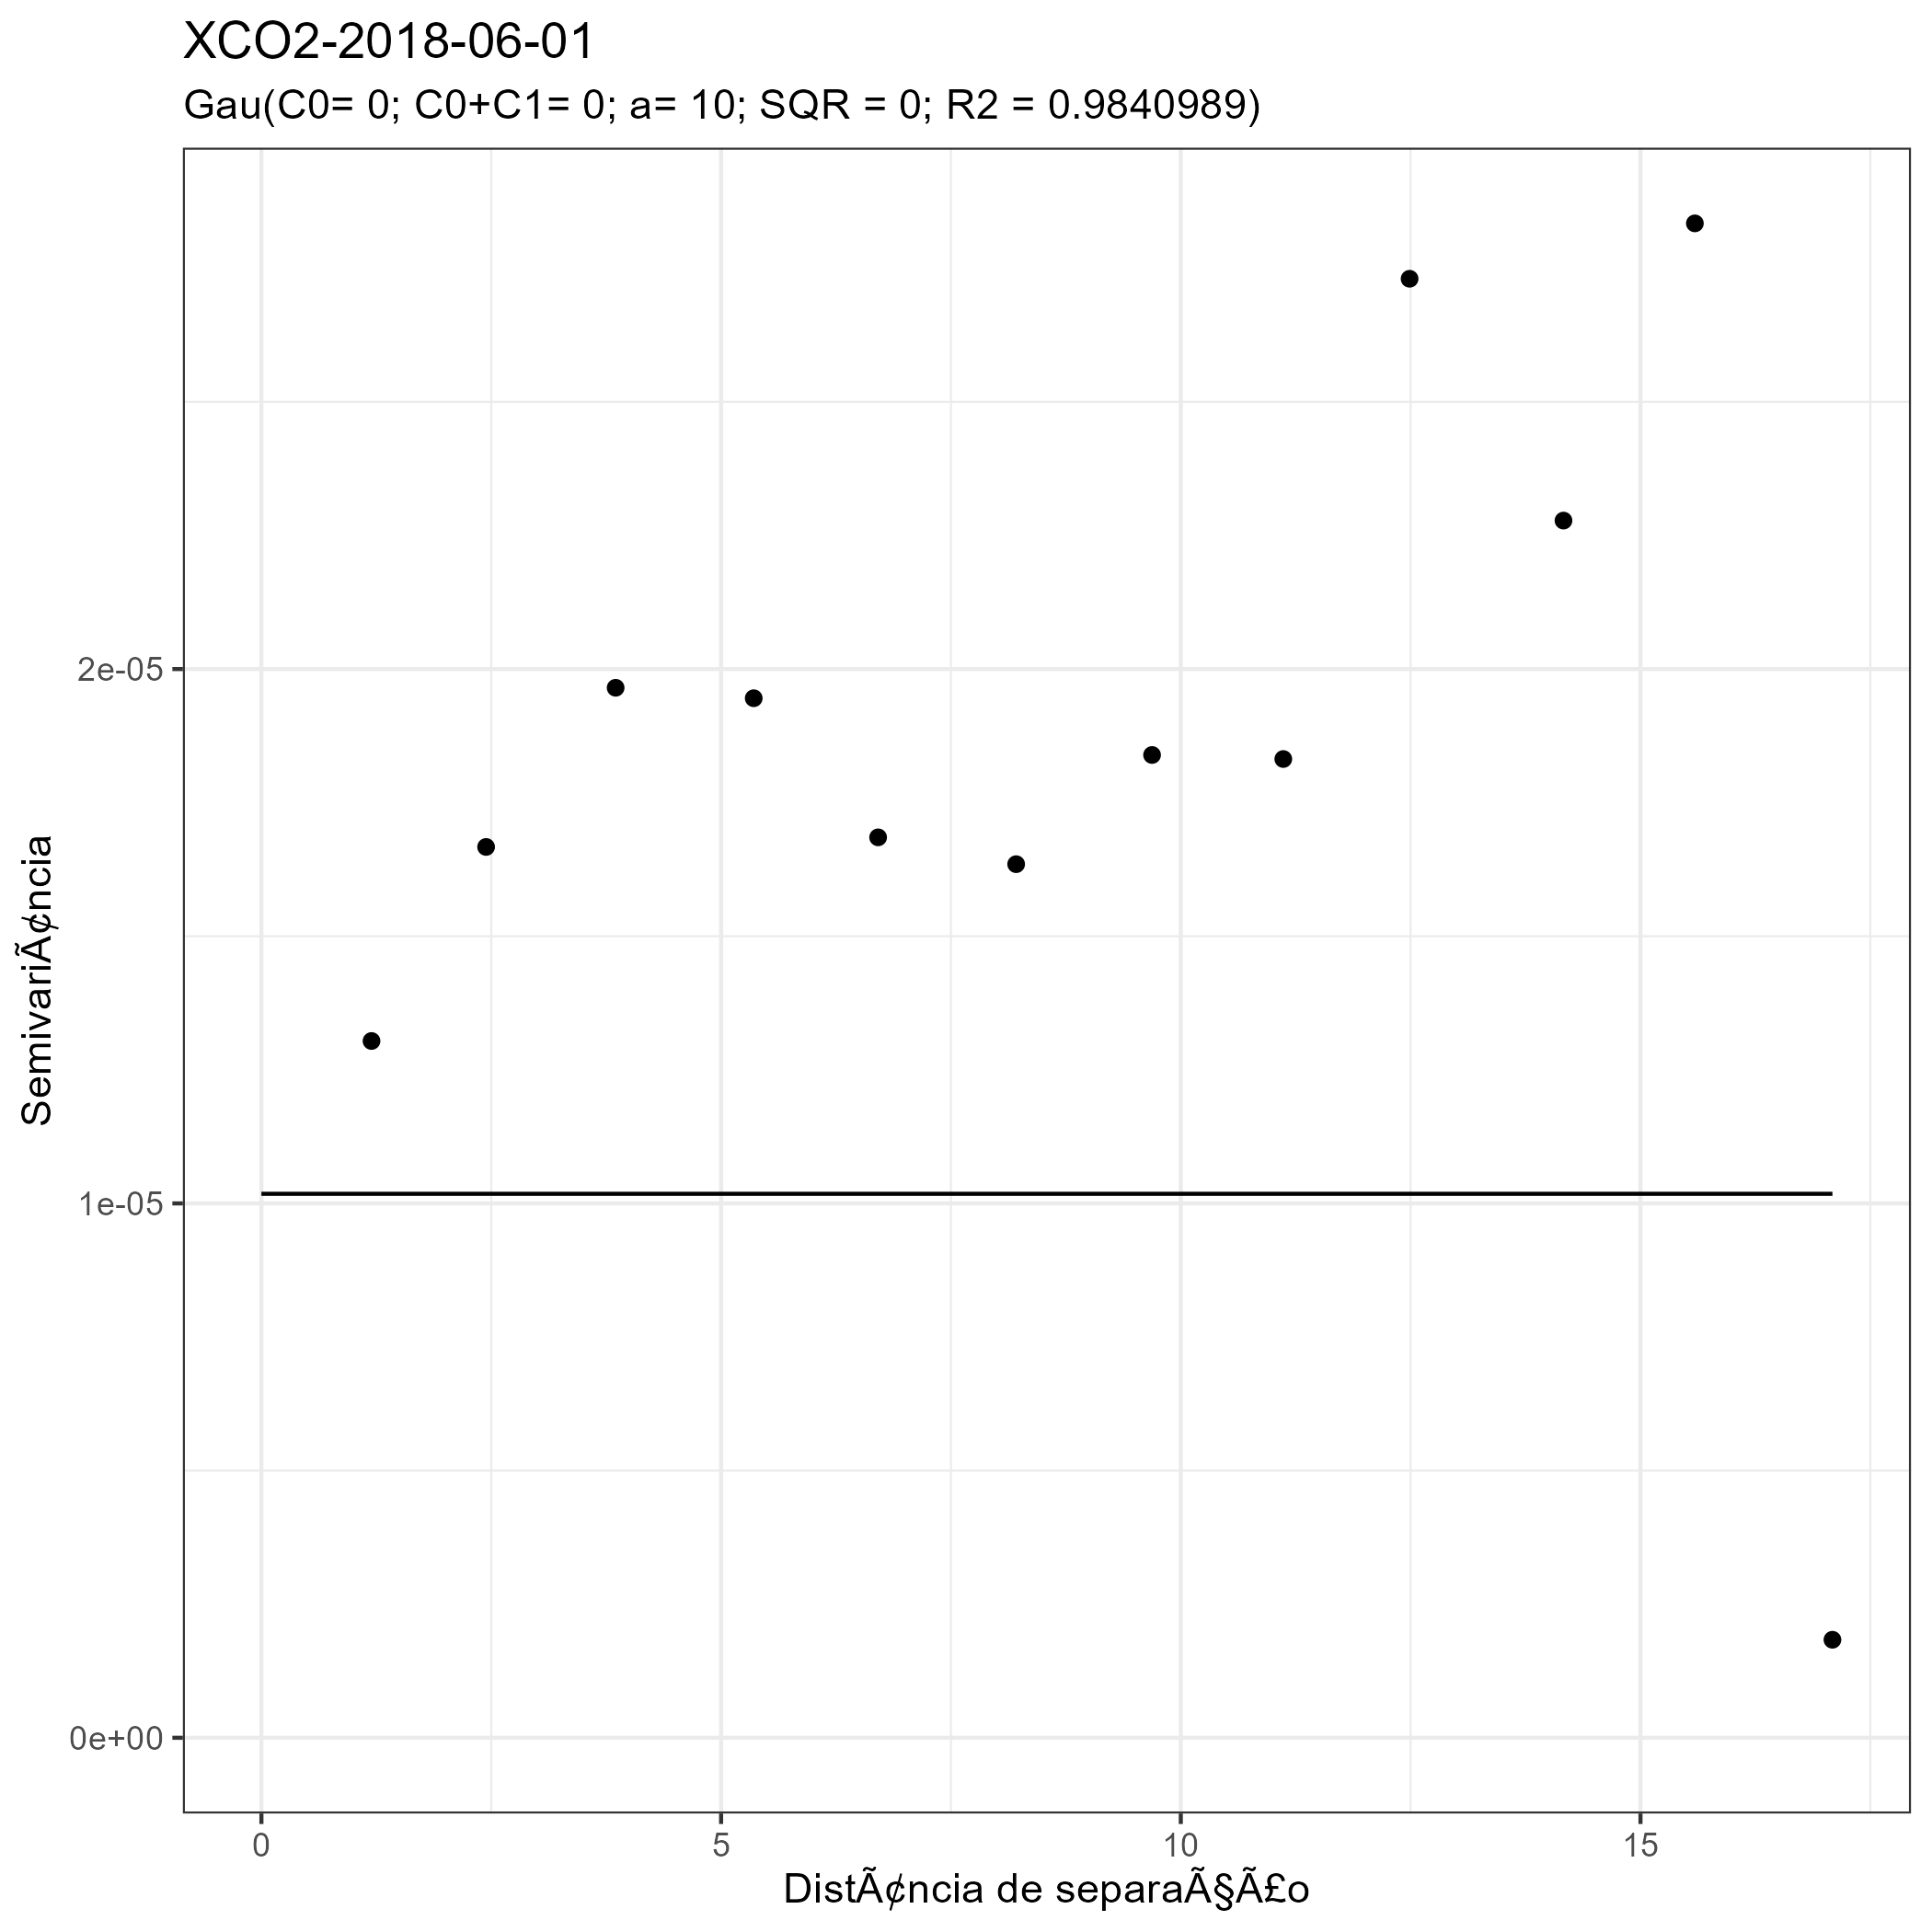 XCO2-2018-06-01
Gau(C0= 0; C0+C1= 0; a= 10; SQR = 0; R2 = 0.9840989)
SemivariÃ¢ncia
2e-05
1e-05
0e+00
0 5 10 15
DistÃ¢ncia de separaÃ§Ã£o